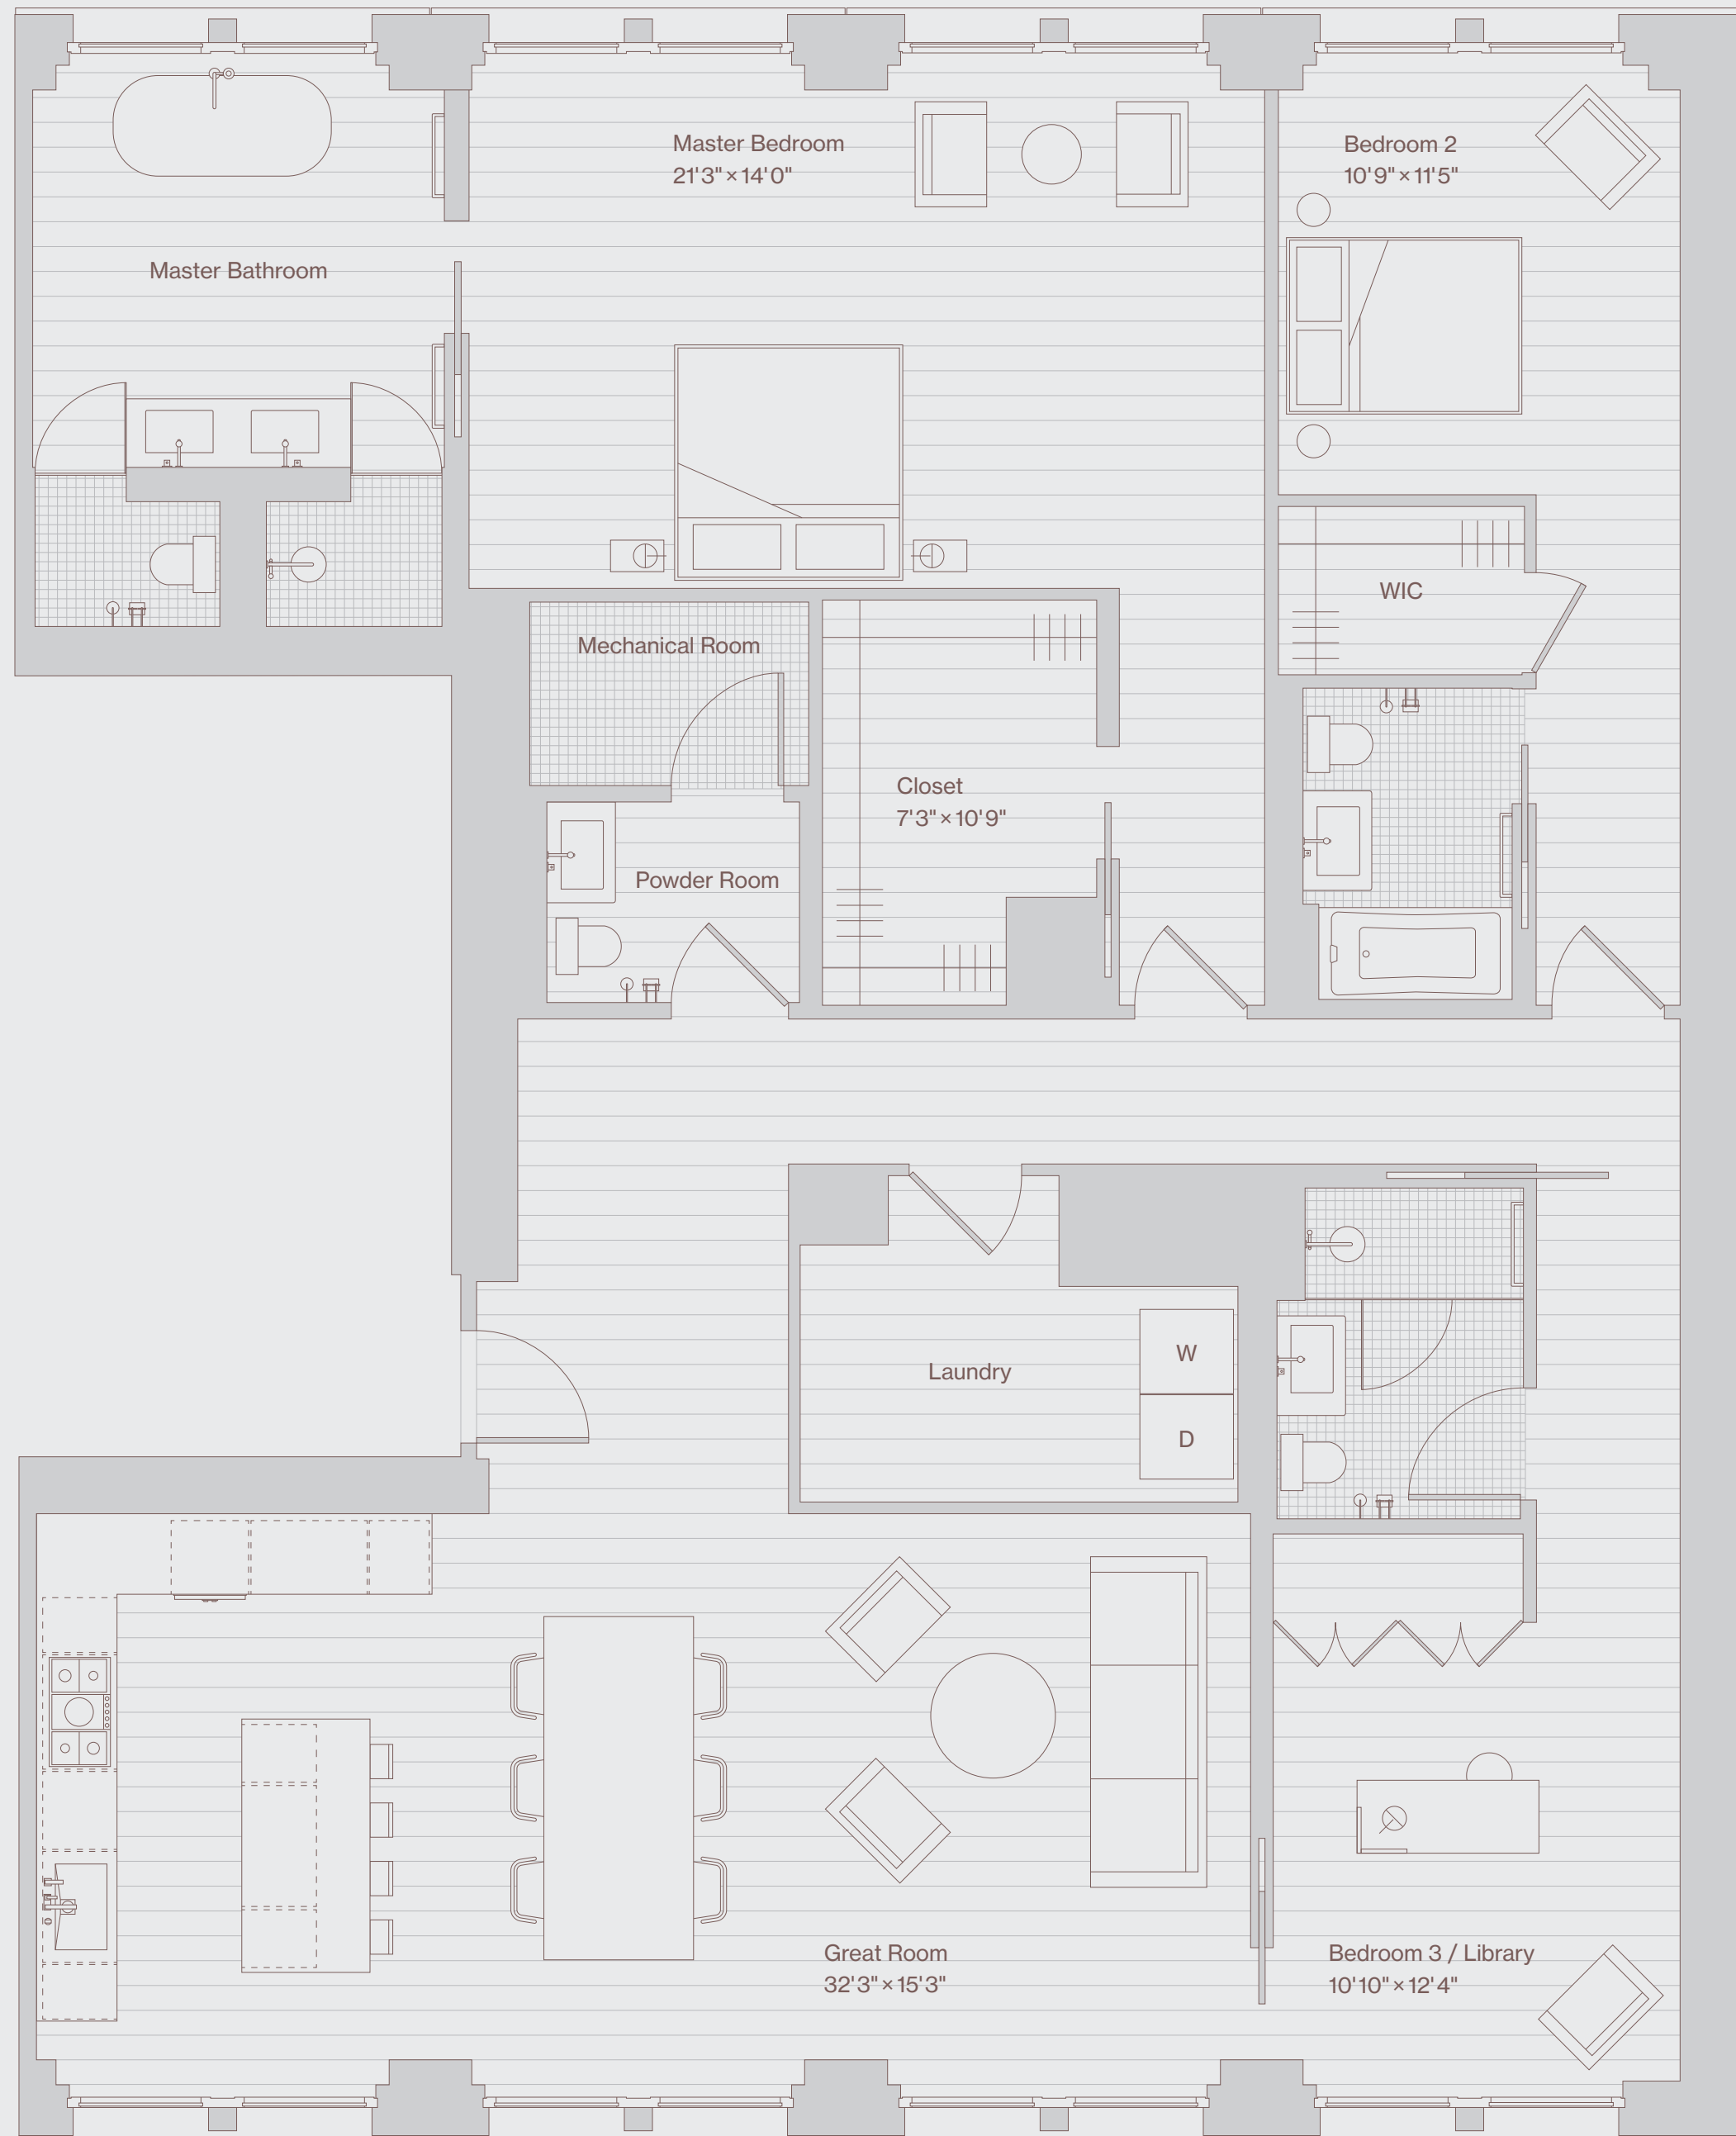 Master Bedroom
21'3" × 14'0"
Bedroom 2
10'9" × 11'5"
Master Bathroom
WIC
Mechanical Room
Closet
7'3" × 10'9"
Powder Room
Laundry
W
D
Great Room
32'3" × 15'3"
Bedroom 3 / Library
10'10" × 12'4"